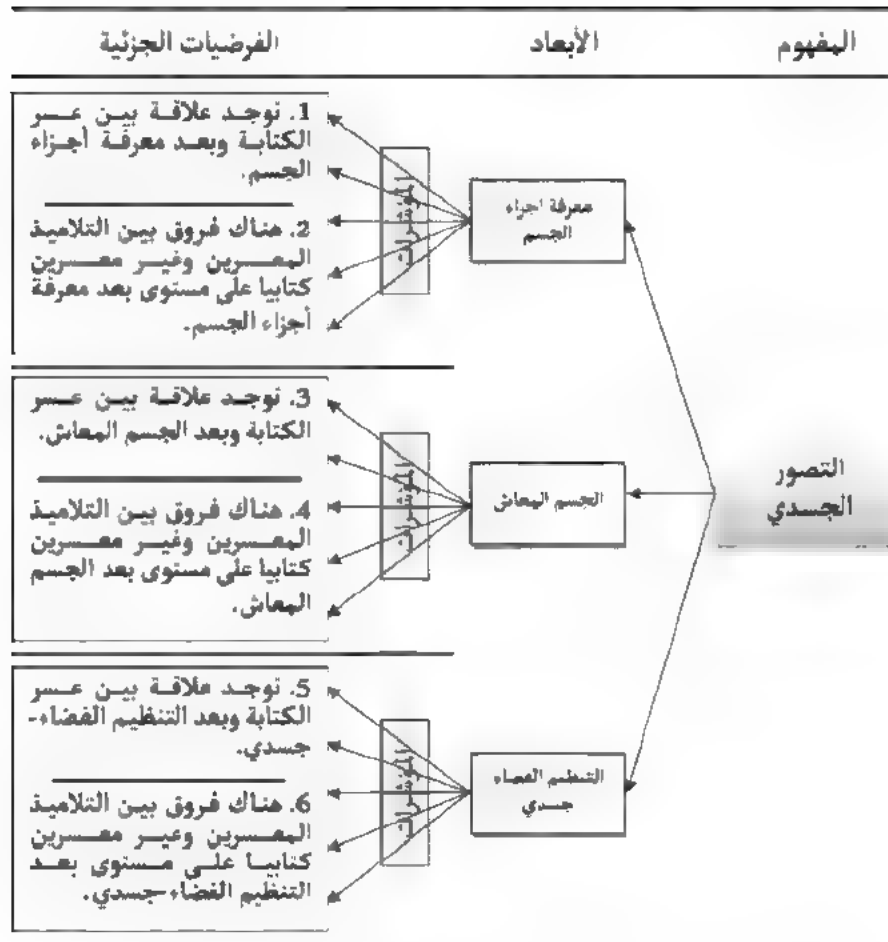 المفهوم
الأبعاد
الفرضيات الجزئية
التصور
الجسدي
معرفة اجزاء
الجسم
المؤشرات
1. توجد علاقة بين عسر
الكتابة وبعد معرفة أجزاء
الجسم.
2. هناك فروق بين التلاميذ
المعسرين وغير معسرين
كتابيا على مستوى بعد معرفة
أجزاء الجسم.
الجسم المعاش
المؤشرات
3. توجد علاقة بين عسر
الكتابة وبعد الجسم المعاش.
4. هناك فروق بين التلاميذ
المعسرين وغير معسرين
كتابيا على مستوى بعد الجسم
المعاش.
التنظيم الفضاء
جسدي
المؤشرات
5. توجد علاقة بين عسر
الكتابة وبعد التنظيم الفضاء-
جسدي.
6. هناك فروق بين التلاميذ
المعسرين وغير معسرين
كتابيا على مستوى بعد
التنظيم الفضاء-جسدي.